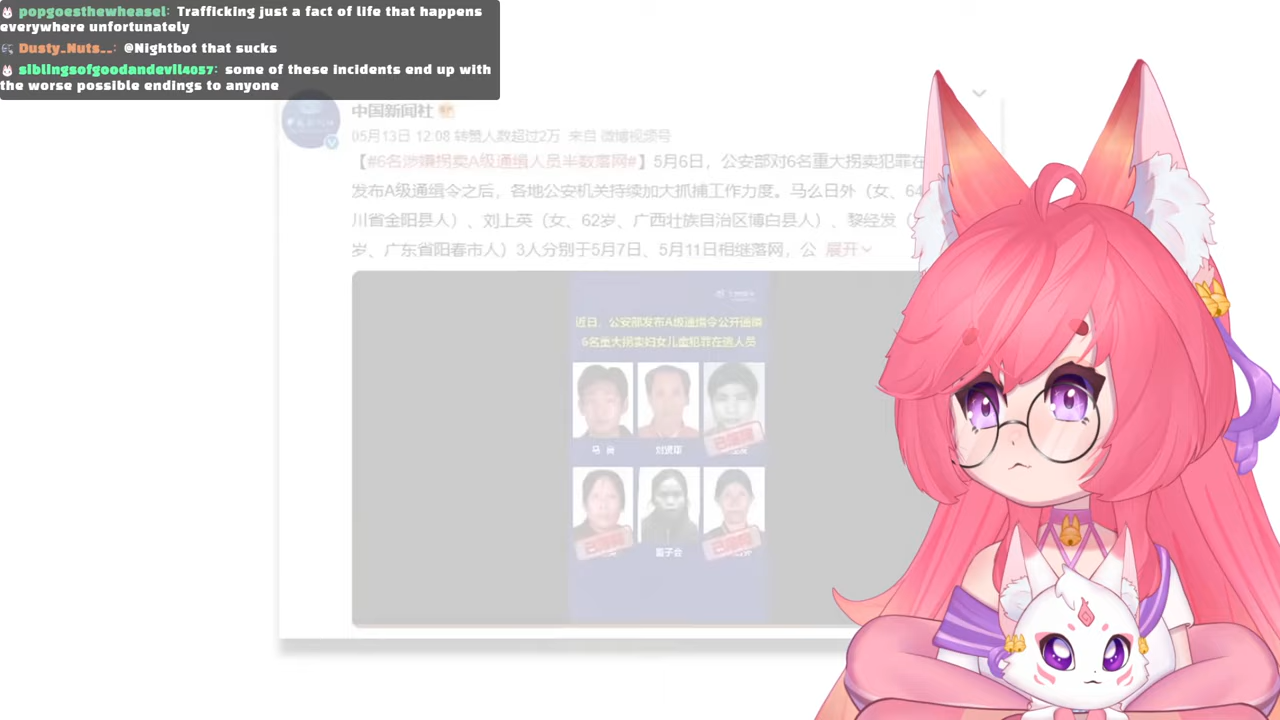 popgoesthewheasel: Trafficking just a fact of life that happens
everywhere unfortunately
Dusty_Nuts__: @Nightbot that sucks
siblingsofgoodandevil4057: some of these incidents end up with
the worse possible endings to anyone
中国新闻社
05月13日 12:08 转赞人数超过2万 来自 微博视频号
【#6名涉嫌拐卖A级通缉人员半数落网#】5月6日，公安部对6名重大拐卖犯罪在
发布A级通缉令之后，各地公安机关持续加大抓捕工作力度。马么日外（女、64
川省金阳县人）、刘上英（女、62岁、广西壮族自治区博白县人）、黎经发（
岁、广东省阳春市人）3人分别于5月7日、5月11日相继落网，公 展开
近日，公安部发布A级通缉令公开通缉
6名重大拐卖妇女儿童犯罪在逃人员